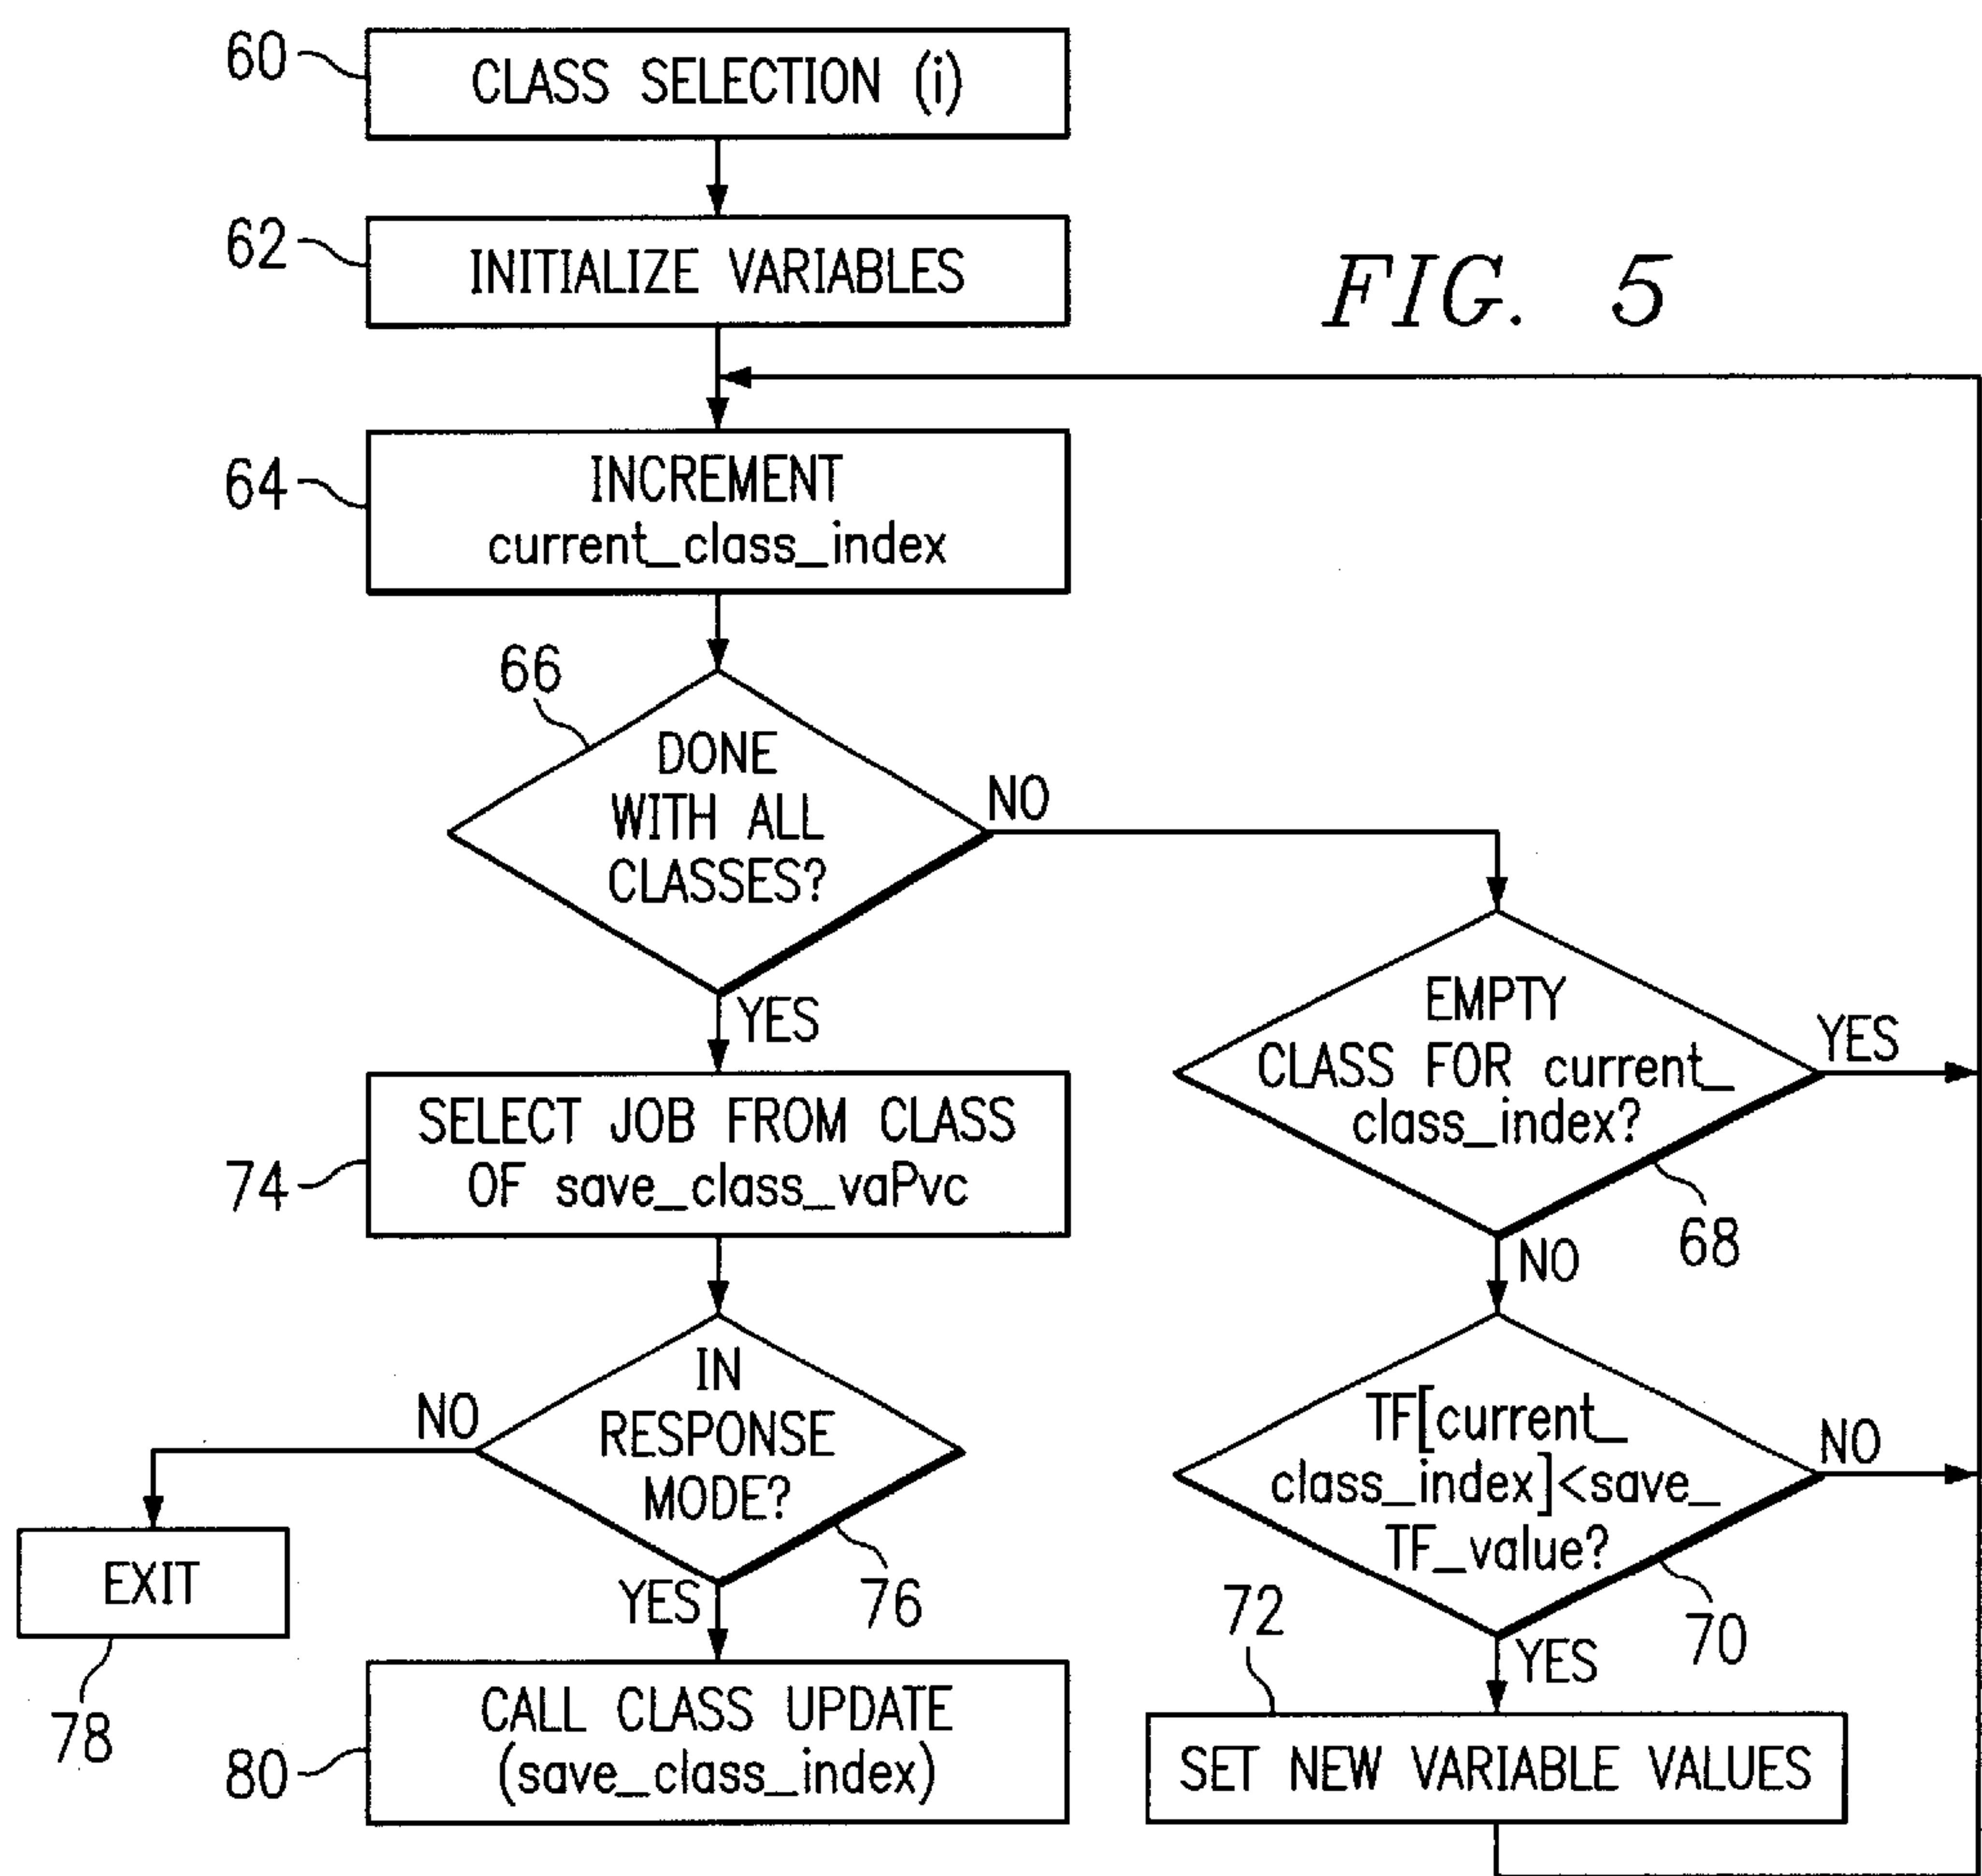 60
CLASS SELECTION (i)
62
INITIALIZE VARIABLES
FIG. 5
64
INCREMENT
current_class_index
66
DONE
WITH ALL
CLASSES?
NO
YES
EMPTY
CLASS FOR current_
class_index?
YES
68
NO
74
SELECT JOB FROM CLASS
OF save_class_vaPvc
IN
RESPONSE
MODE?
NO
76
YES
EXIT
78
TF[current_
class_index]<save_
TF_value?
NO
70
YES
72
SET NEW VARIABLE VALUES
80
CALL CLASS UPDATE
(save_class_index)